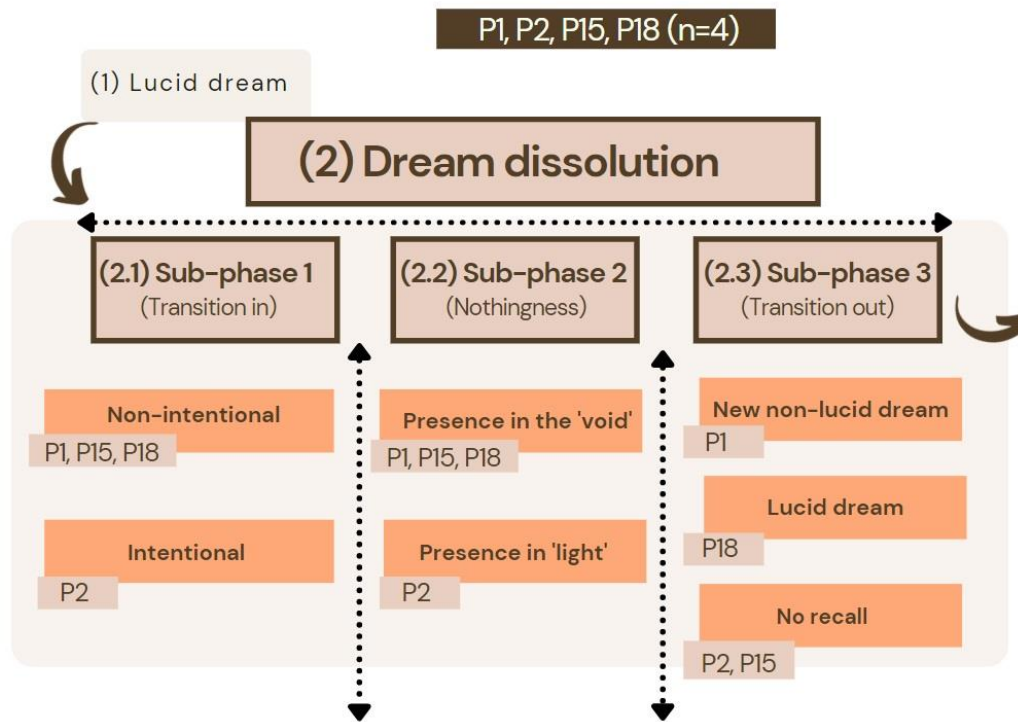 P1, P2, P15, P18 (n=4)
(1) Lucid dream
(2) Dream dissolution
(2.1) Sub-phase 1
(Transition in)
(2.2) Sub-phase 2
(Nothingness)
(2.3) Sub-phase 3
(Transition out)
Non-intentional
P1, P15, P18
Intentional
P2
Presence in the 'void'
P1, P15, P18
Presence in 'light'
P2
New non-lucid dream
P1
Lucid dream
P18
No recall
P2, P15